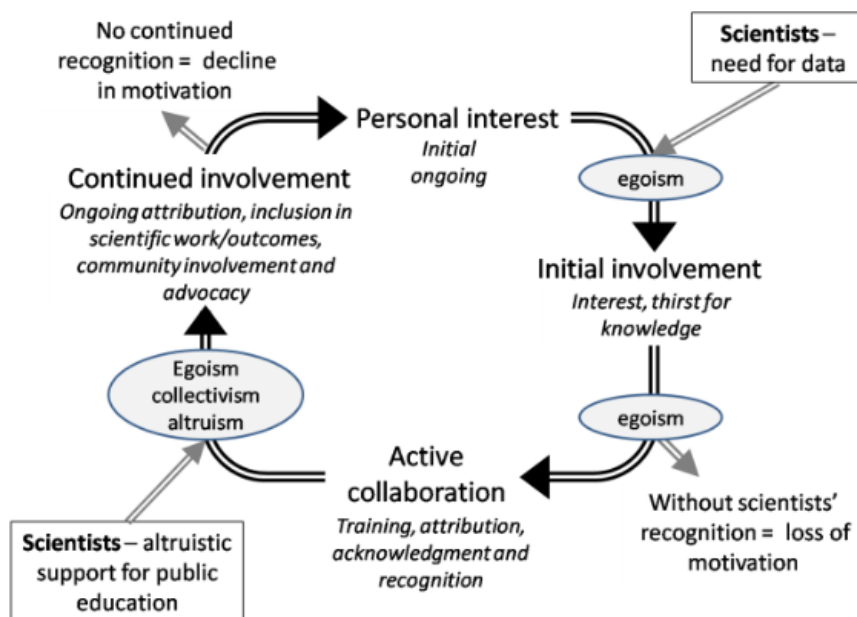 No continued
recognition = decline
in motivation
Scientists –
need for data
Personal interest
Initial
ongoing
egoism
Continued involvement
Ongoing attribution, inclusion in
scientific work/outcomes,
community involvement and
advocacy
Initial involvement
Interest, thirst for
knowledge
Egoism
collectivism
altruism
egoism
Active
collaboration
Training, attribution,
acknowledgment and
recognition
Without scientists’
recognition = loss of
motivation
Scientists – altruistic
support for public
education